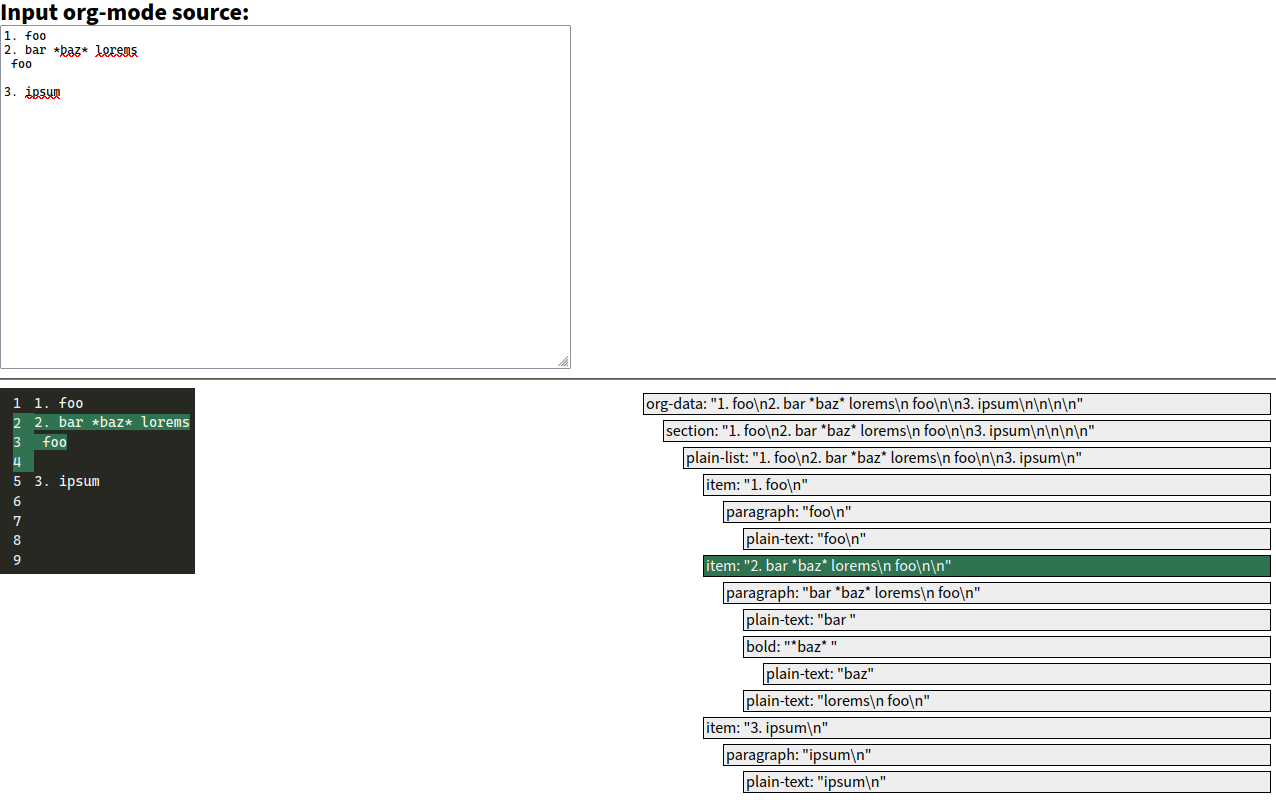 Input org-mode source:
1. foo
2. bar *baz* lorems
 foo
3. ipsum
1 1. foo
2 2. bar *baz* lorems
3  foo
4
5 3. ipsum
6
7
8
9
org-data: "1. foo\n2. bar *baz* lorems\n foo\n\n3. ipsum\n\n\n\n"
section: "1. foo\n2. bar *baz* lorems\n foo\n\n3. ipsum\n\n\n\n"
plain-list: "1. foo\n2. bar *baz* lorems\n foo\n\n3. ipsum\n"
item: "1. foo\n"
paragraph: "foo\n"
plain-text: "foo\n"
item: "2. bar *baz* lorems\n foo\n\n"
paragraph: "bar *baz* lorems\n foo\n"
plain-text: "bar "
bold: "*baz* "
plain-text: "baz"
plain-text: "lorems\n foo\n"
item: "3. ipsum\n"
paragraph: "ipsum\n"
plain-text: "ipsum\n"